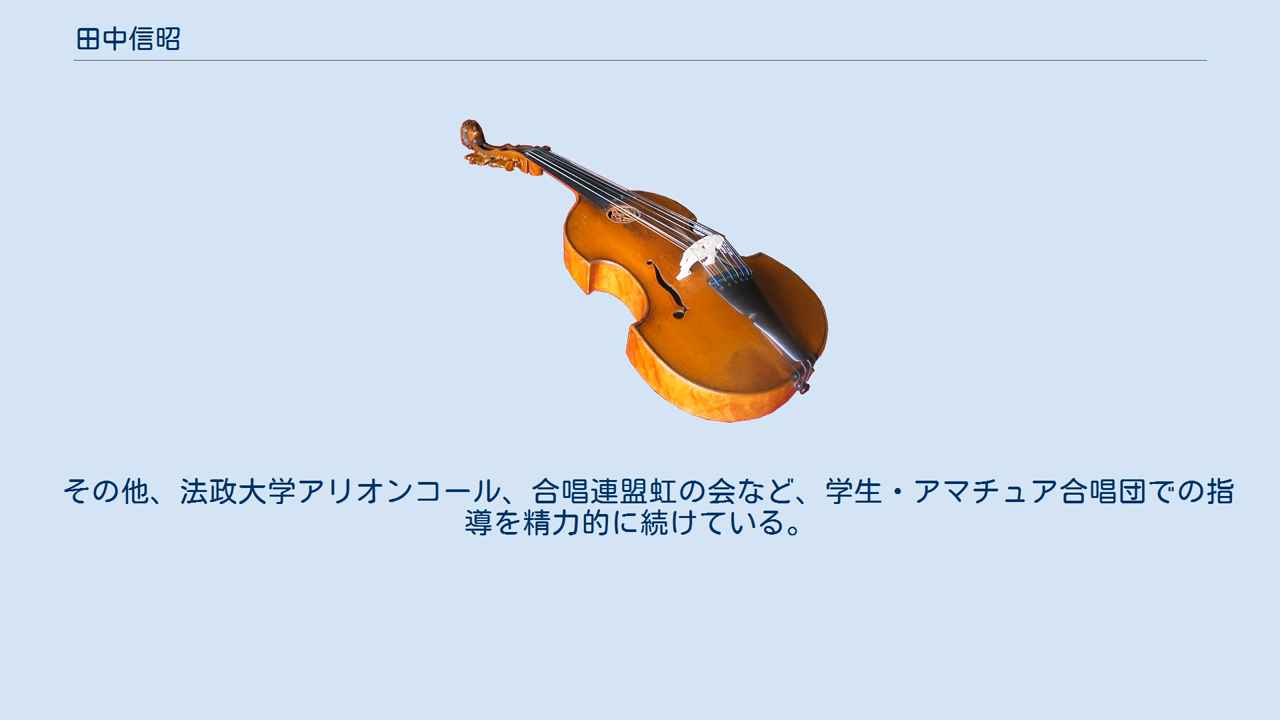 田中信昭
その他、法政大学アリオンコール、合唱連盟虹の会など、学生・アマチュア合唱団での指
導を精力的に続けている。